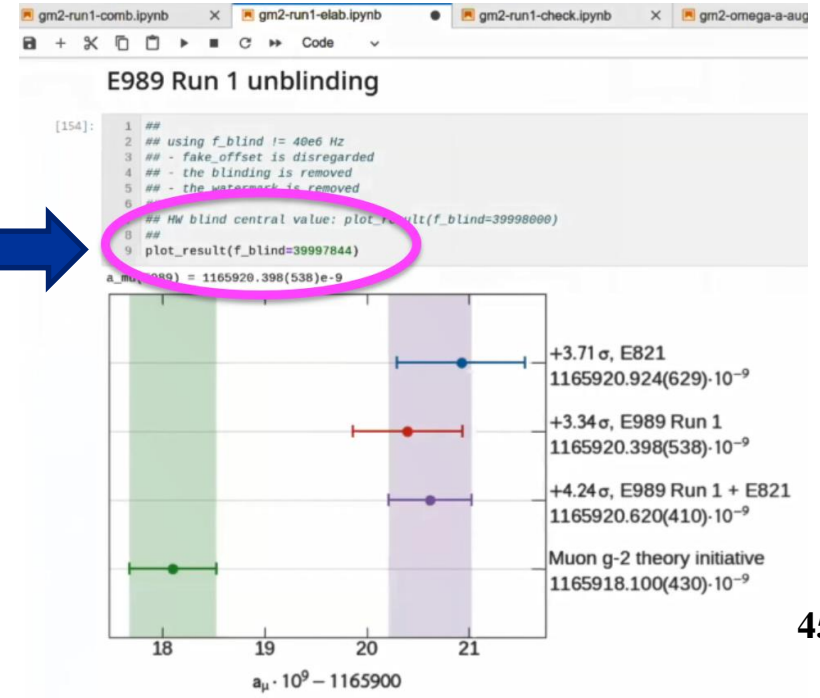 gm2-run1-comb.ipynb
gm2-run1-elab.ipynb
gm2-run1-check.ipynb
gm2-omega-a-aug
Code
E989 Run 1 unblinding
[154]:
1 ##
2 ## using f_blind != 40e6 Hz
3 ## - fake_offset is disregarded
4 ## - the blinding is removed
5 ## - the watermark is removed
6 ##
## HW blind central value: plot_result(f_blind=39998000)
8 ##
9 plot_result(f_blind=39997844)
a_mu(E989) = 1165920.398(538)e-9
+3.71 σ, E821
1165920.924(629)·10⁻⁹
+3.34 σ, E989 Run 1
1165920.398(538)·10⁻⁹
+4.24 σ, E989 Run 1 + E821
1165920.620(410)·10⁻⁹
Muon g-2 theory initiative
1165918.100(430)·10⁻⁹
18 19 20 21
aμ · 10⁹ − 1165900